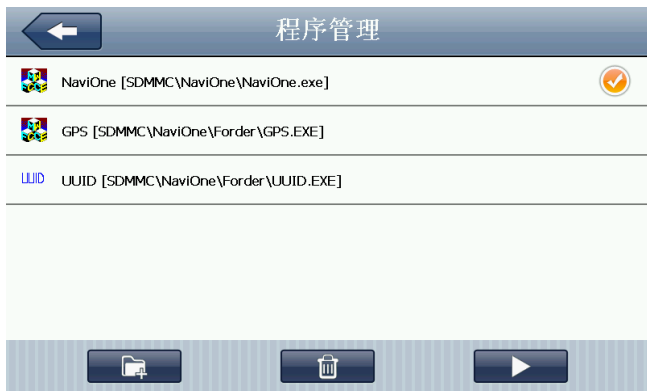 程序管理
NaviOne [SDMMC\NaviOne\NaviOne.exe]
GPS [SDMMC\NaviOne\Forder\GPS.EXE]
UUID UUID [SDMMC\NaviOne\Forder\UUID.EXE]